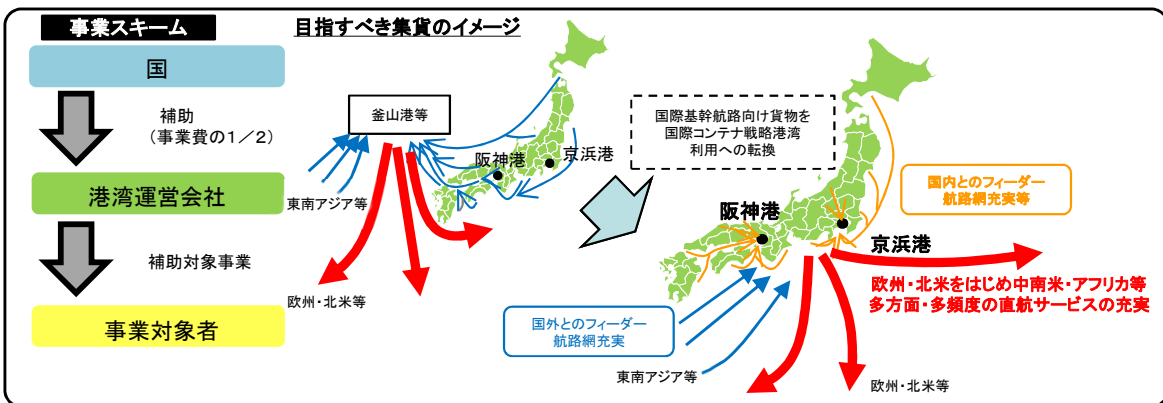 事業スキーム
国
補助
(事業費の1/2)
港湾運営会社
補助対象事業
事業対象者
目指すべき集貨のイメージ
釜山港等
阪神港
京浜港
東南アジア等
欧州・北米等
国際基幹航路向け貨物を
国際コンテナ戦略港湾
利用への転換
国内とのフィーダー
航路網充実等
阪神港
京浜港
欧州・北米をはじめ中南米・アフリカ等
多方面・多頻度の直航サービスの充実
国外とのフィーダー
航路網充実
東南アジア等
欧州・北米等